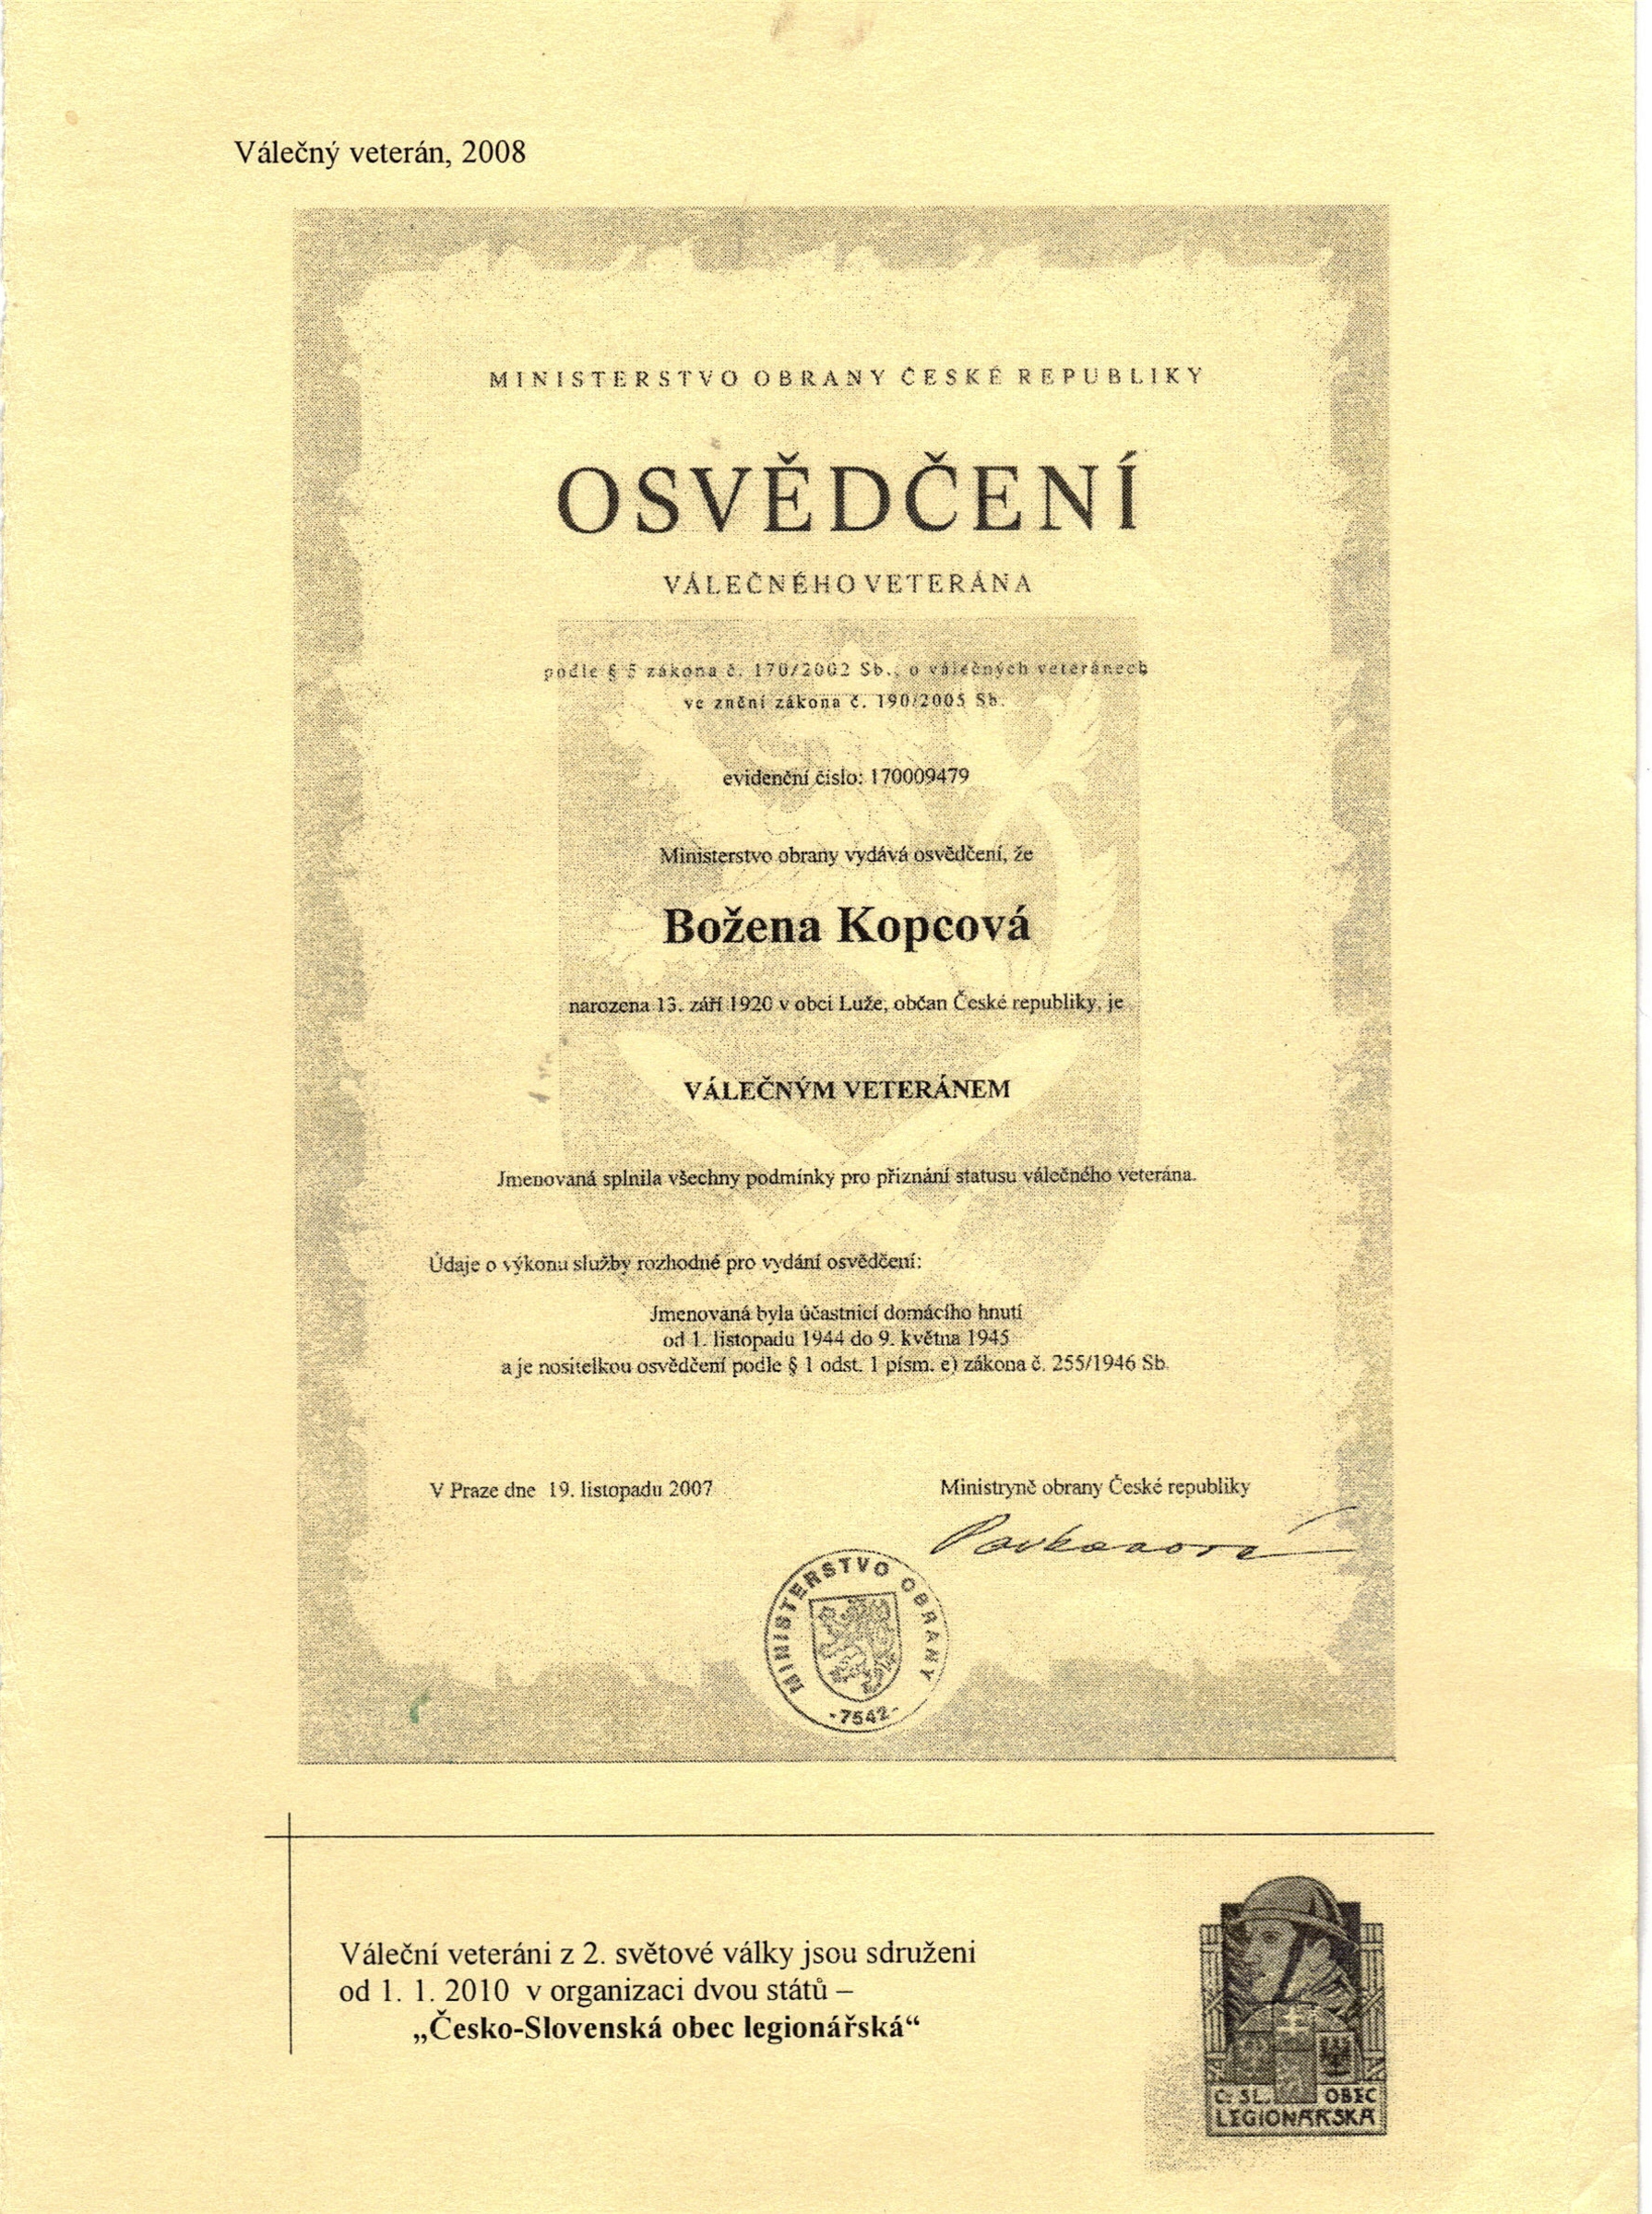 Válečný veterán, 2008
MINISTERSTVO OBRANY ČESKÉ REPUBLIKY
OSVĚDČENÍ
VÁLEČNÉHO VETERÁNA
podle § 5 zákona č. 170/2002 Sb., o válečných veteránech
ve znění zákona č. 190/2005 Sb.
evidenční číslo: 170009479
Ministerstvo obrany vydává osvědčení, že
Božena Kopcová
narozena 13. září 1920 v obci Luže, občan České republiky, je
VÁLEČNÝM VETERÁNEM
Jmenovaná splnila všechny podmínky pro přiznání statusu válečného veterána.
Údaje o výkonu služby rozhodné pro vydání osvědčení:
Jmenovaná byla účastnicí domácího hnutí
od 1. listopadu 1944 do 9. května 1945
a je nositelkou osvědčení podle § 1 odst. 1 písm. e) zákona č. 255/1946 Sb.
V Praze dne 19. listopadu 2007
Ministryně obrany České republiky
Parkanová
MINISTERSTVO OBRANY
-7542-
Váleční veteráni z 2. světové války jsou sdruženi
od 1. 1. 2010 v organizaci dvou států –
„Česko-Slovenská obec legionářská“
Č. SL. OBEC
LEGIONÁŘSKÁ